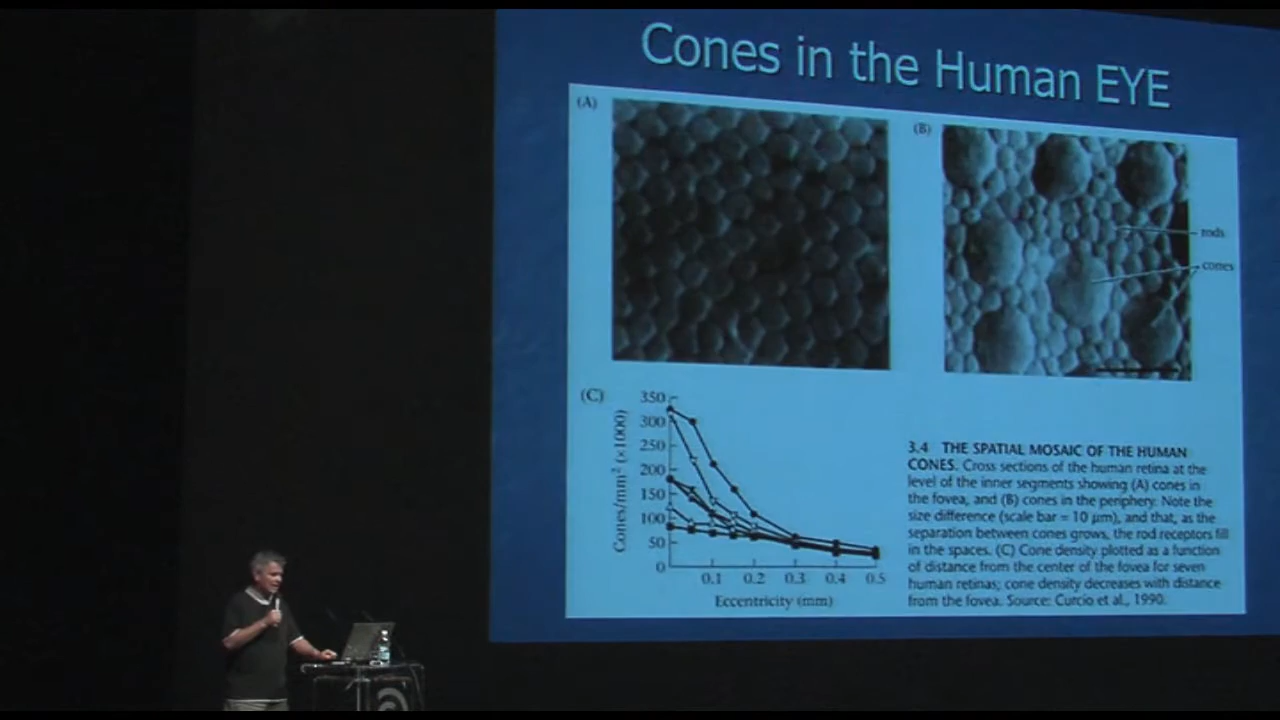 Cones in the Human EYE
(A)
(B)
rods
cones
(C)
350
300
250
200
150
100
50
0
Cones/mm² (×1000)
0.1 0.2 0.3 0.4 0.5
Eccentricity (mm)
3.4 THE SPATIAL MOSAIC OF THE HUMAN
CONES. Cross sections of the human retina at the
level of the inner segments showing (A) cones in
the fovea, and (B) cones in the periphery. Note the
size difference (scale bar = 10 μm), and that, as the
separation between cones grows, the rod receptors fill
in the spaces. (C) Cone density plotted as a function
of distance from the center of the fovea for seven
human retinas; cone density decreases with distance
from the fovea. Source: Curcio et al., 1990.